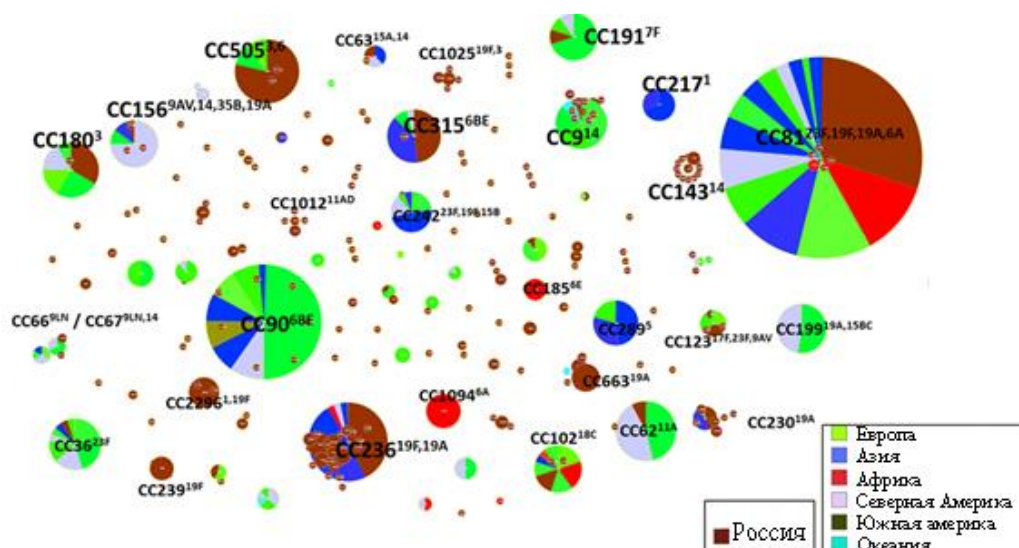 CC505 3,6
CC63 15A,14
CC1025 19F,3
CC191 7F
CC217 1
CC156 9AV,14,35B,19A
CC180 3
CC315 6BE
CC9 14
CC81 23F,19F,19A,6A
CC143 14
CC1012 11AD
CC242 23F,19F,15B
CC185 6E
CC66 9LN / CC67 9LN,14
CC90 6BE
CC289 5
CC123 17F,23F,9AV
CC199 19A,15BC
CC2296 1,19F
CC1094 6A
CC663 19A
CC36 23F
CC236 19F,19A
CC102 18C
CC62 11A
CC230 19A
CC239 19F
Россия
Европа
Азия
Африка
Северная Америка
Южная америка
Океания